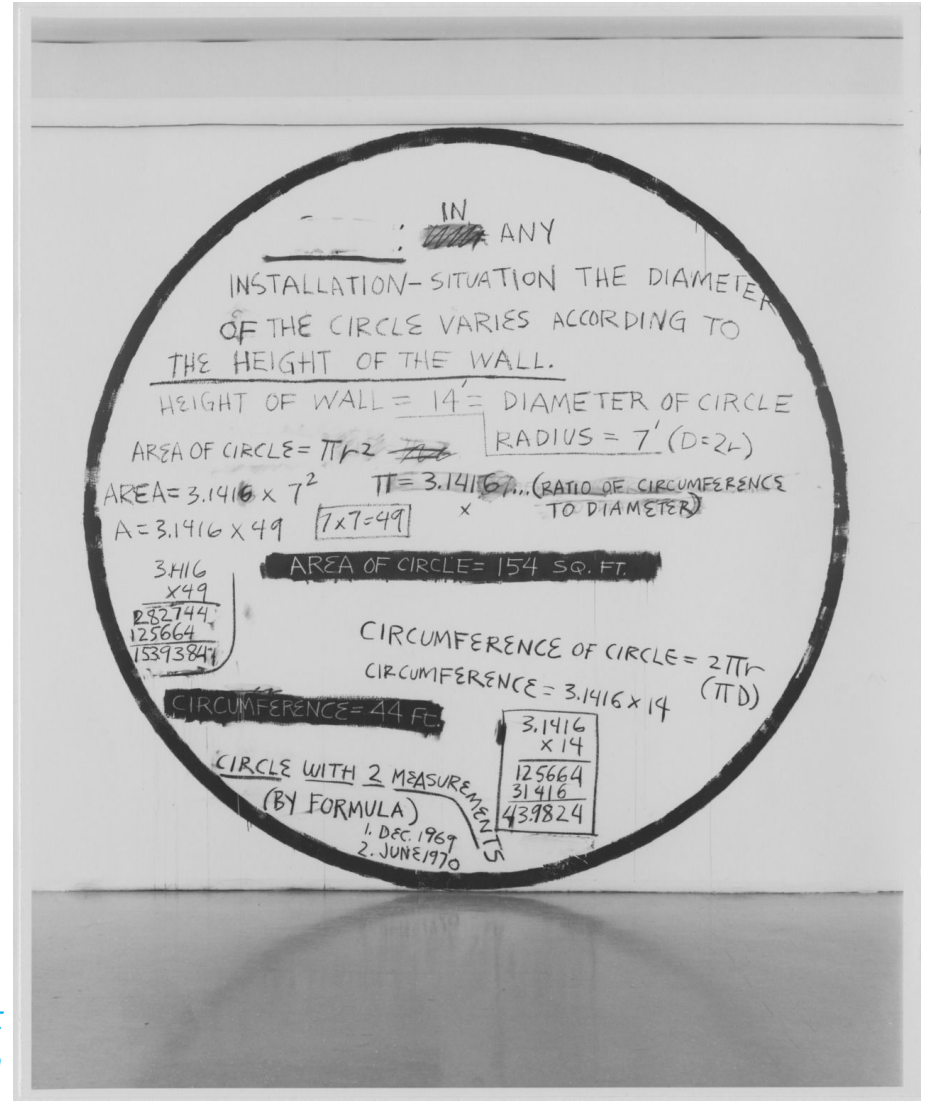 IN
: ANY
INSTALLATION-SITUATION THE DIAMETER
OF THE CIRCLE VARIES ACCORDING TO
THE HEIGHT OF THE WALL.
HEIGHT OF WALL = 14' = DIAMETER OF CIRCLE
RADIUS = 7' (D=2r)
AREA OF CIRCLE = πr2
AREA = 3.1416 x 7²
π = 3.1416... (RATIO OF CIRCUMFERENCE
TO DIAMETER)
x
A = 3.1416 x 49
7x7=49
AREA OF CIRCLE = 154 SQ. FT.
3.1416
x49
282744
125664
1539384
CIRCUMFERENCE OF CIRCLE = 2πr
(πD)
CIRCUMFERENCE = 3.1416 x 14
CIRCUMFERENCE = 44 FT.
3.1416
x 14
125664
31416
43.9824
CIRCLE WITH 2 MEASUREMENTS
(BY FORMULA)
1. DEC. 1969
2. JUNE 1970